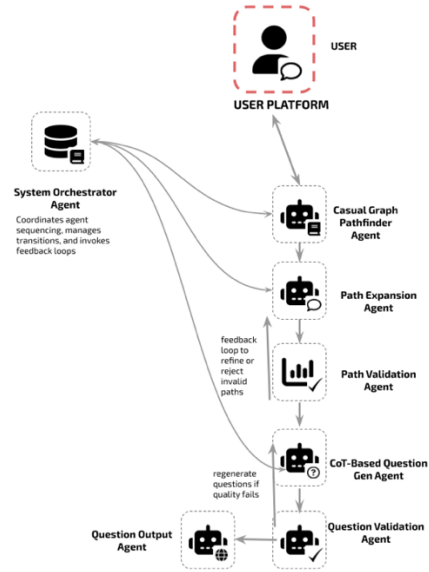 USER
USER PLATFORM
System Orchestrator
Agent
Coordinates agent
sequencing, manages
transitions, and invokes
feedback loops
Casual Graph
Pathfinder
Agent
Path Expansion
Agent
feedback
loop to
refine or
reject
invalid
paths
Path Validation
Agent
CoT-Based Question
Gen Agent
regenerate
questions if
quality fails
Question Output
Agent
Question Validation
Agent